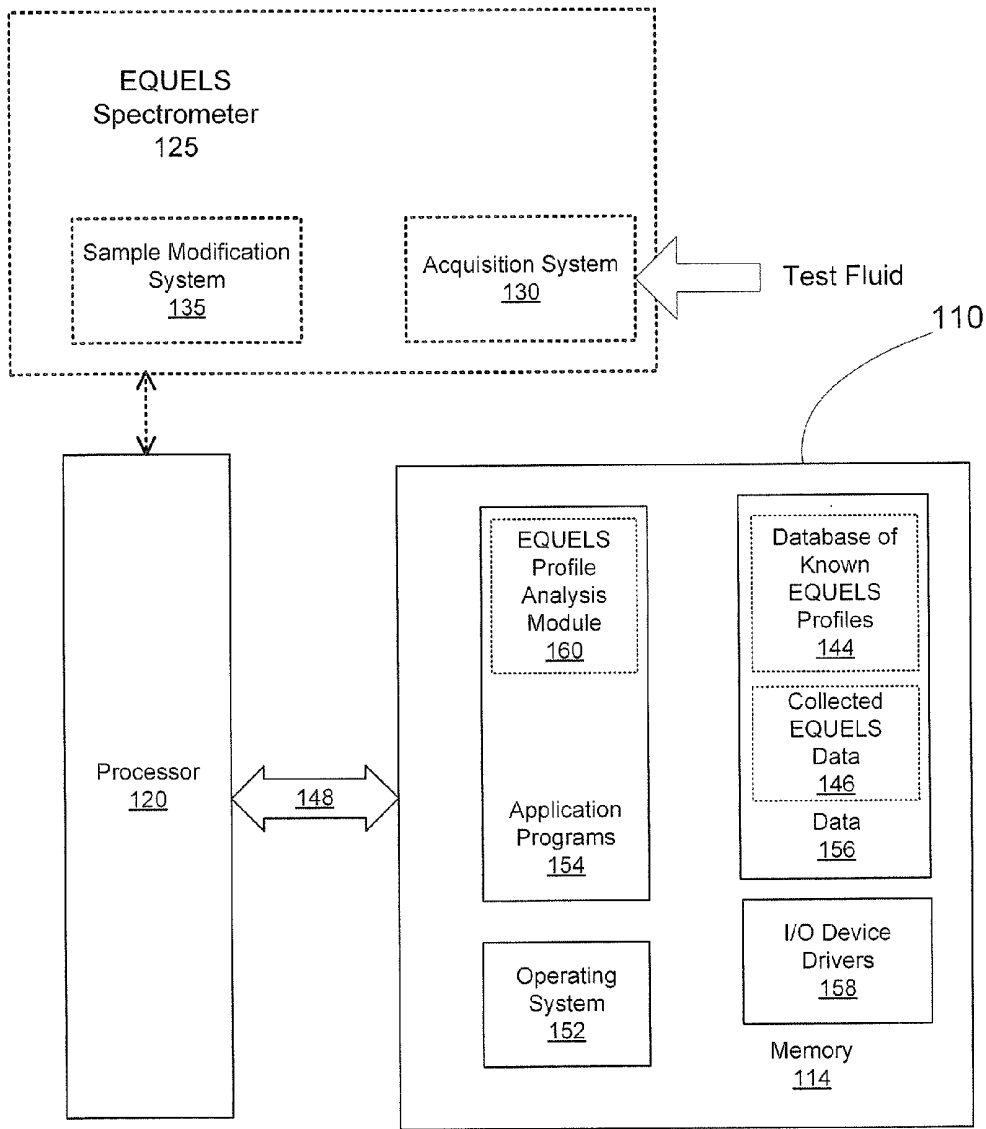 EQUELS
Spectrometer
125
Sample Modification
System
135
Acquisition System
130
Test Fluid
110
Processor
120
148
EQUELS
Profile
Analysis
Module
160
Application
Programs
154
Database of
Known
EQUELS
Profiles
144
Collected
EQUELS
Data
146
Data
156
Operating
System
152
I/O Device
Drivers
158
Memory
114